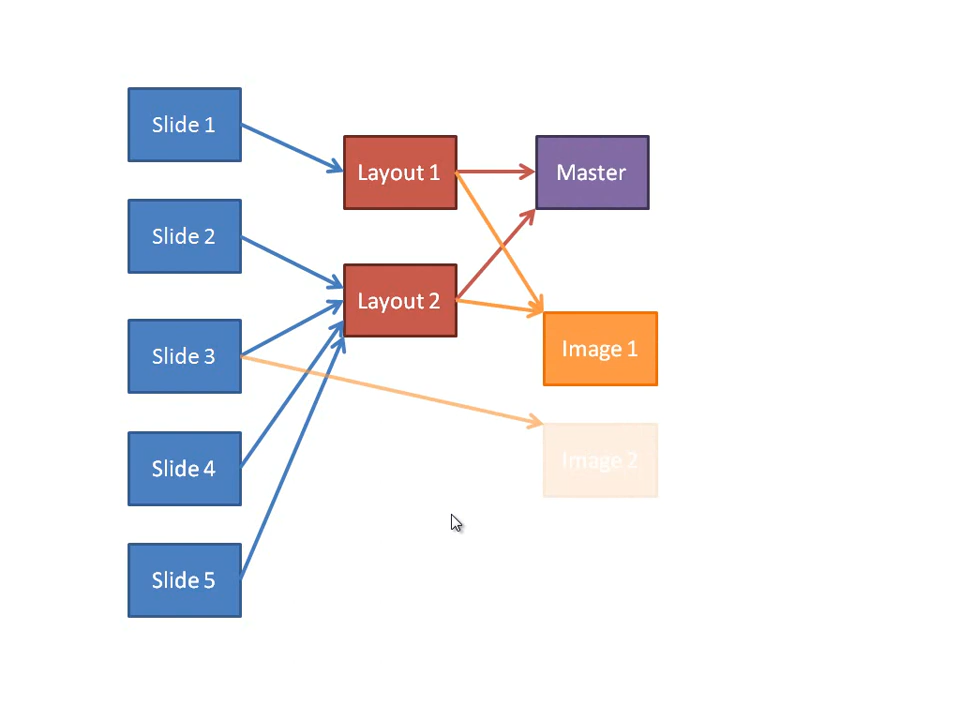 Slide 1
Layout 1
Master
Slide 2
Layout 2
Slide 3
Image 1
Slide 4
Image 2
Slide 5